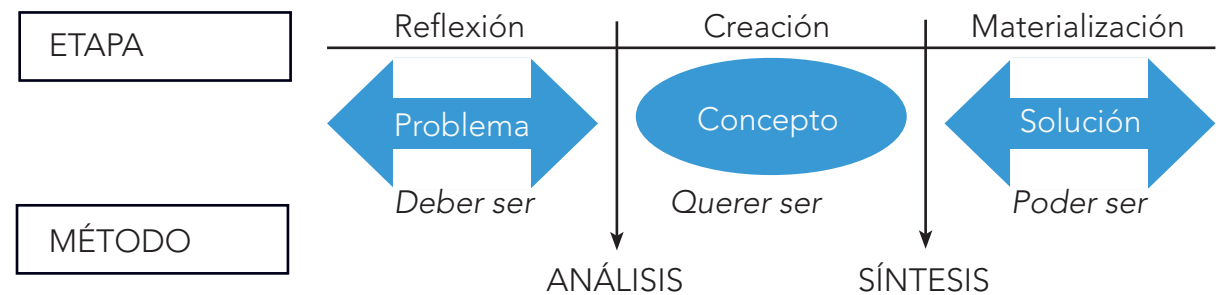 ETAPA
Reflexión Creación Materialización
Problema Concepto Solución
Deber ser Querer ser Poder ser
MÉTODO
ANÁLISIS SÍNTESIS